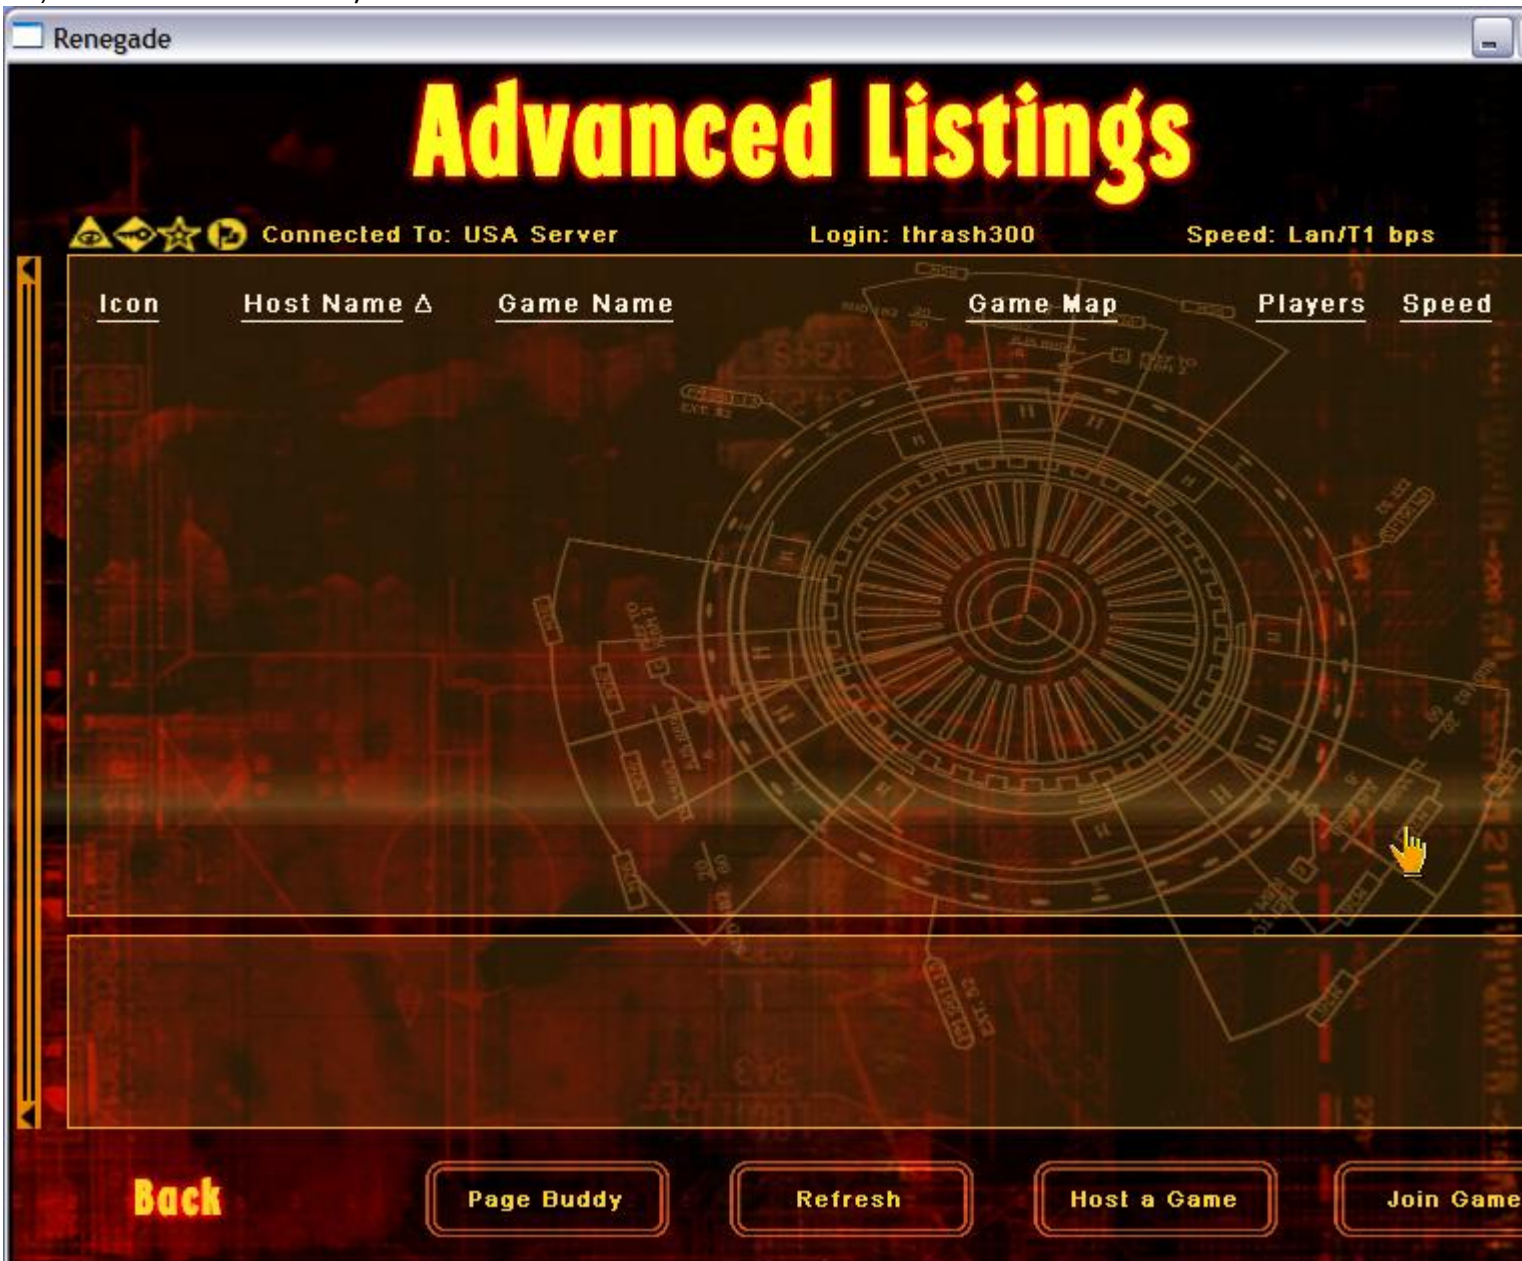 Renegade
Advanced Listings
Connected To: USA Server Login: thrash300 Speed: Lan/T1 bps
Icon Host Name Δ Game Name Game Map Players Speed
Back Page Buddy Refresh Host a Game Join Game